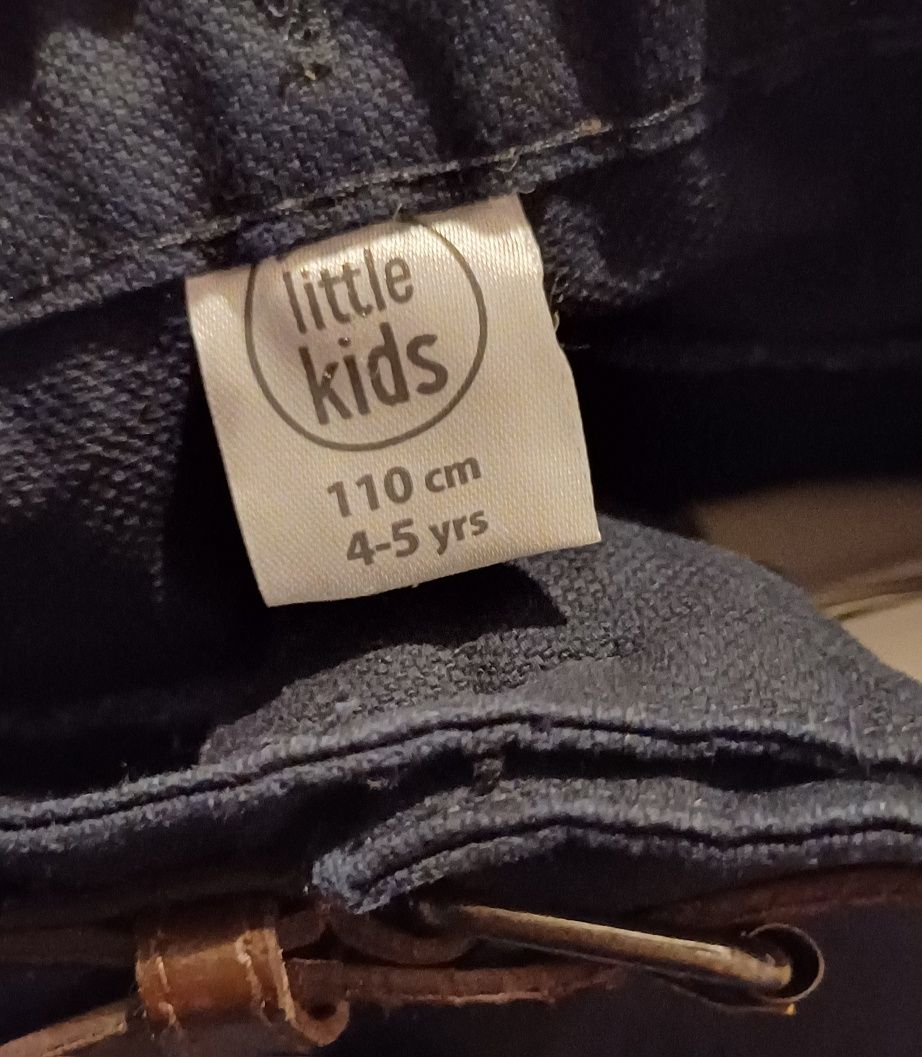 little
kids
110 cm
4-5 yrs